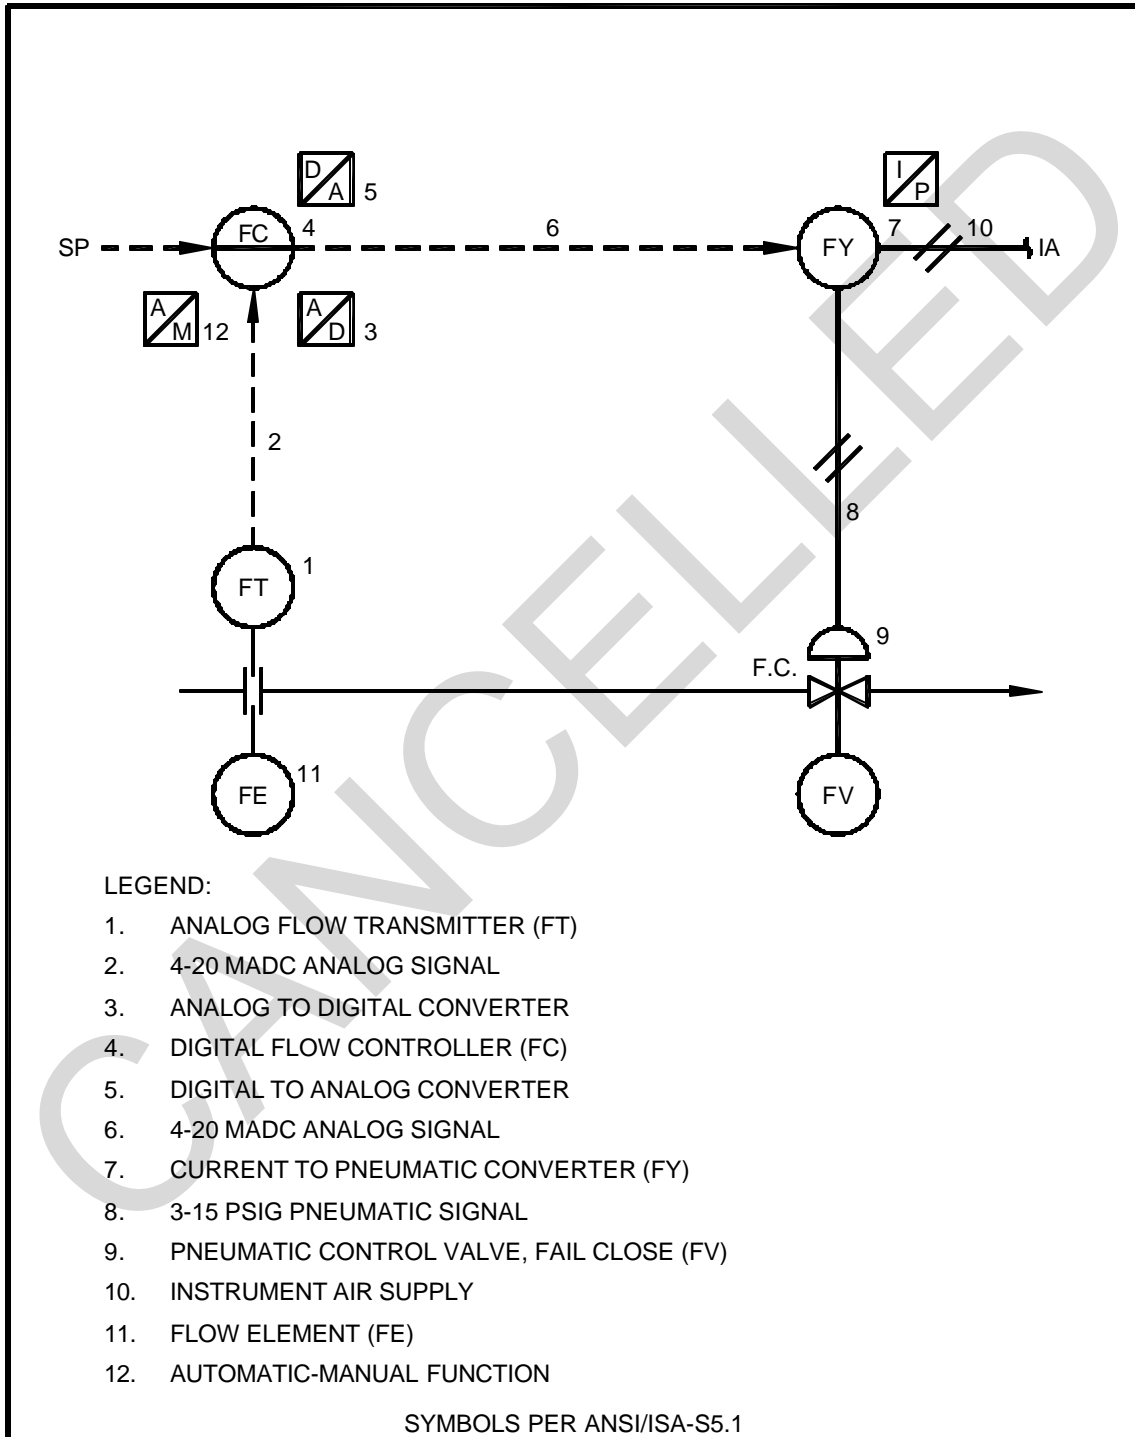 D
A 5
I
P
SP
FC
4
6
FY
7
10
IA
A
M 12
A
D 3
2
8
FT
1
9
F.C.
FE
11
FV
LEGEND:
1. ANALOG FLOW TRANSMITTER (FT)
2. 4-20 MADC ANALOG SIGNAL
3. ANALOG TO DIGITAL CONVERTER
4. DIGITAL FLOW CONTROLLER (FC)
5. DIGITAL TO ANALOG CONVERTER
6. 4-20 MADC ANALOG SIGNAL
7. CURRENT TO PNEUMATIC CONVERTER (FY)
8. 3-15 PSIG PNEUMATIC SIGNAL
9. PNEUMATIC CONTROL VALVE, FAIL CLOSE (FV)
10. INSTRUMENT AIR SUPPLY
11. FLOW ELEMENT (FE)
12. AUTOMATIC-MANUAL FUNCTION
SYMBOLS PER ANSI/ISA-S5.1
CANCELLED